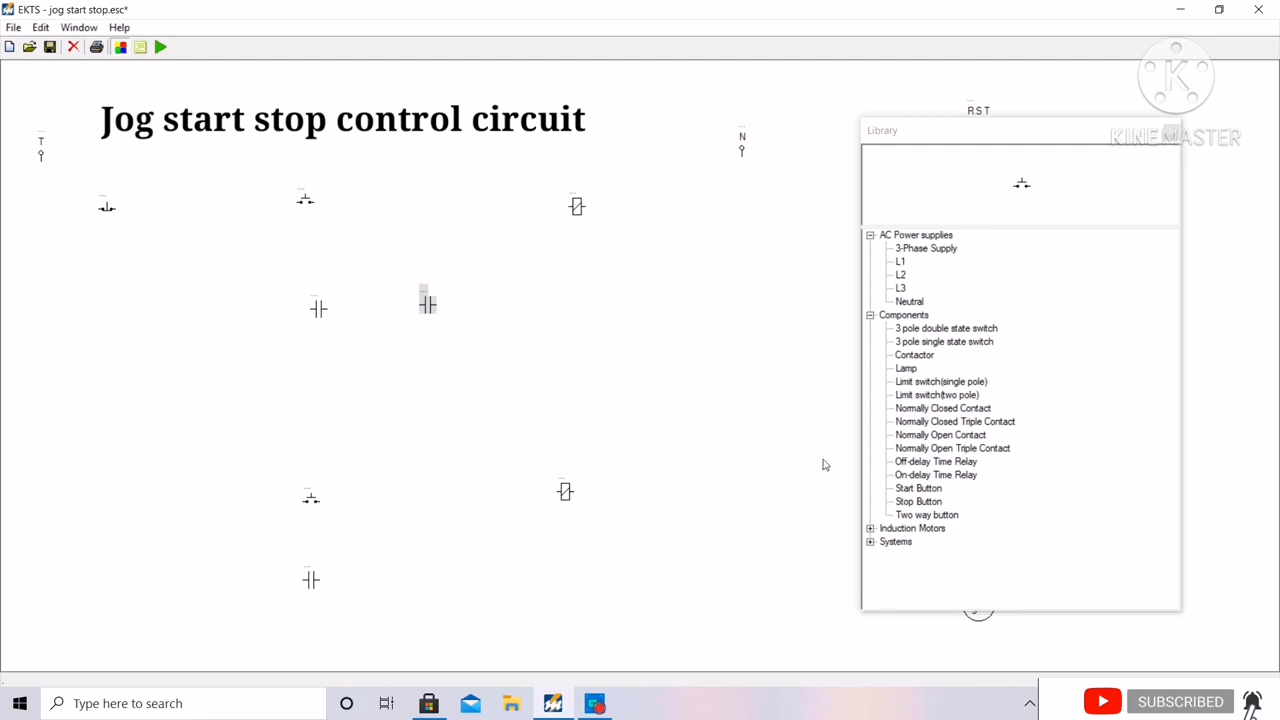 EKTS - jog start stop.esc*
File Edit Window Help
Jog start stop control circuit
T
N
RST
K
KINEMASTER
Library
AC Power supplies
3-Phase Supply
L1
L2
L3
Neutral
Components
3 pole double state switch
3 pole single state switch
Contactor
Lamp
Limit switch(single pole)
Limit switch(two pole)
Normally Closed Contact
Normally Closed Triple Contact
Normally Open Contact
Normally Open Triple Contact
Off-delay Time Relay
On-delay Time Relay
Start Button
Stop Button
Two way button
Induction Motors
Systems
Type here to search
SUBSCRIBED